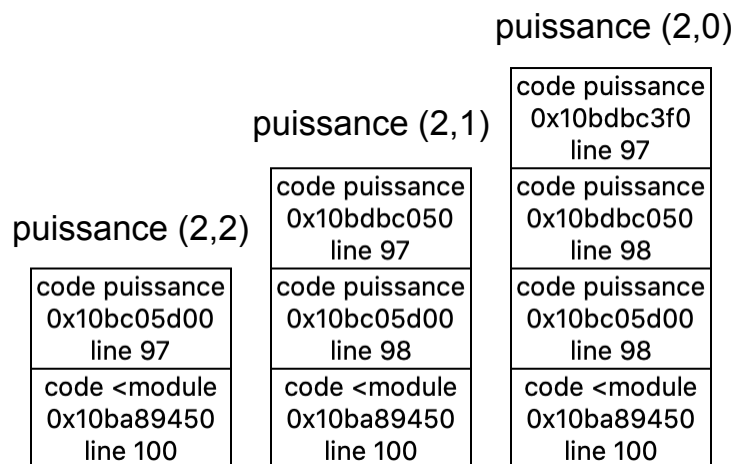 puissance (2,2)
code puissance
0x10bc05d00
line 97
code <module
0x10ba89450
line 100
puissance (2,1)
code puissance
0x10bdbc050
line 97
code puissance
0x10bc05d00
line 98
code <module
0x10ba89450
line 100
puissance (2,0)
code puissance
0x10bdbc3f0
line 97
code puissance
0x10bdbc050
line 98
code puissance
0x10bc05d00
line 98
code <module
0x10ba89450
line 100